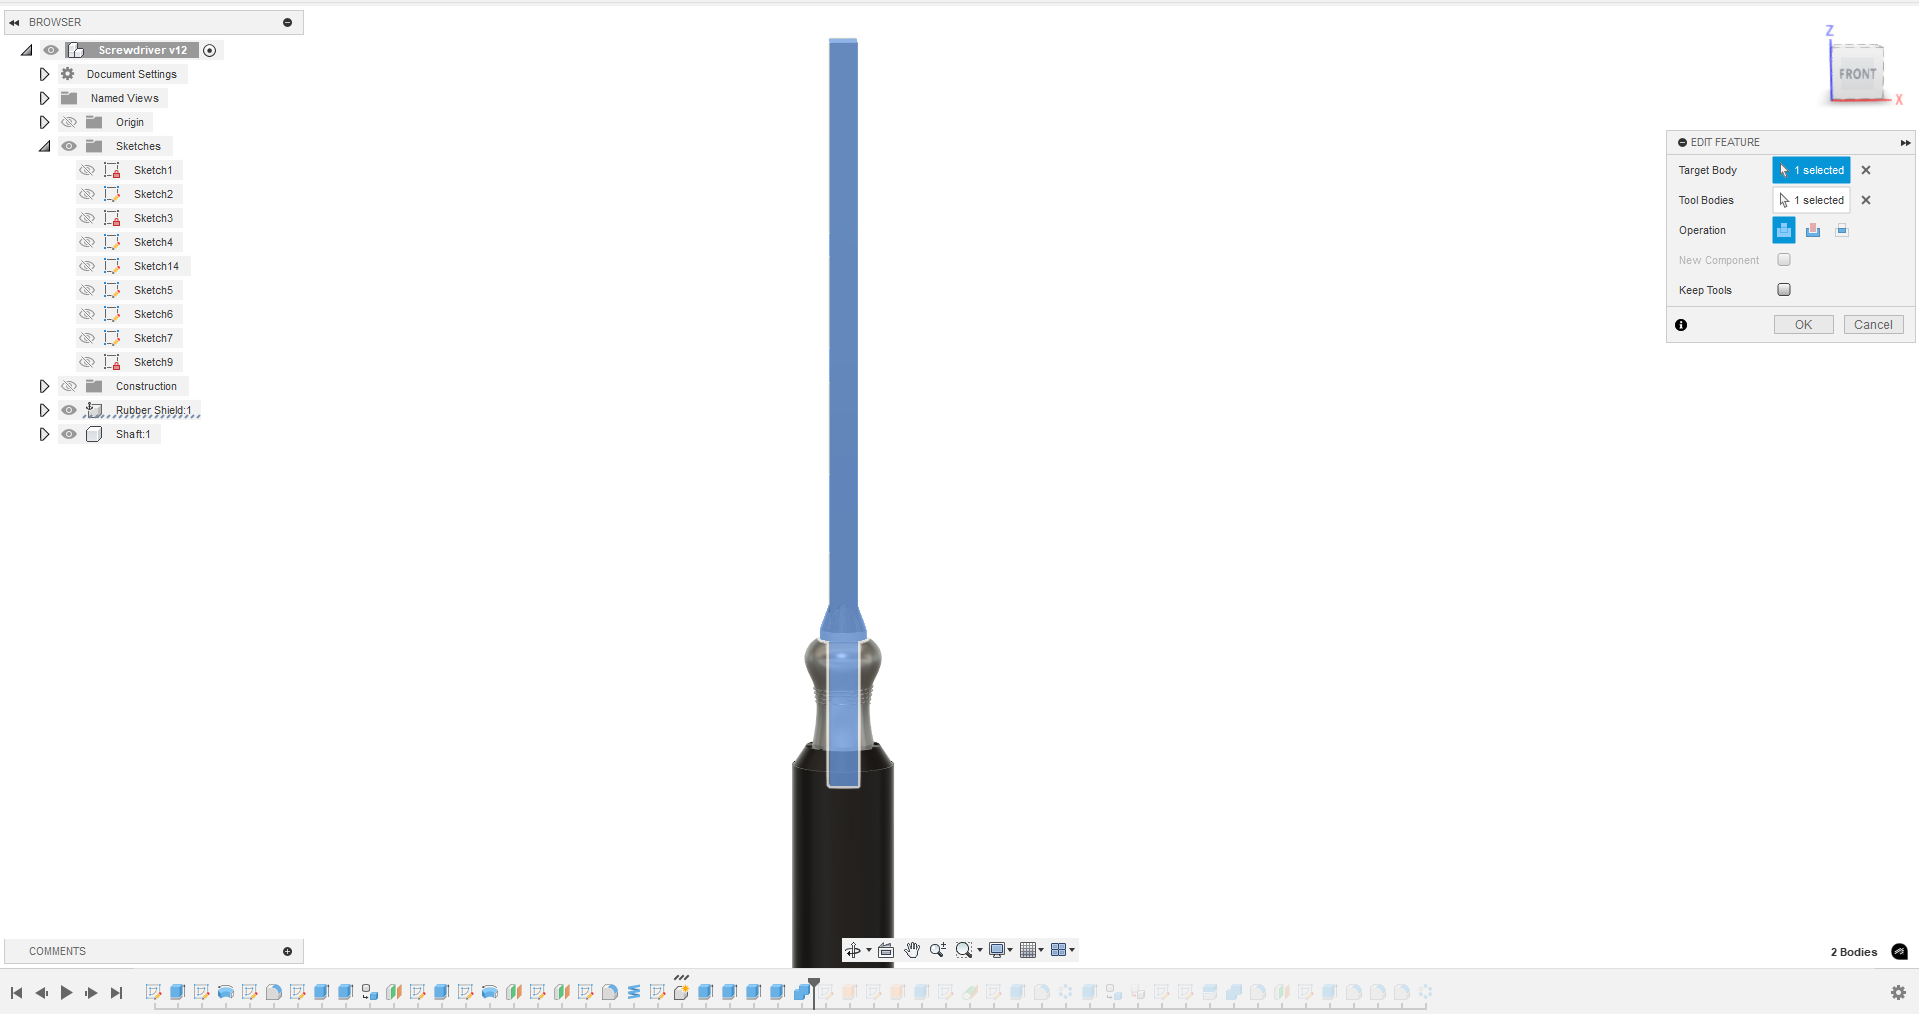 BROWSER
Screwdriver v12
Document Settings
Named Views
Origin
Sketches
Sketch1
Sketch2
Sketch3
Sketch4
Sketch14
Sketch5
Sketch6
Sketch7
Sketch9
Construction
Rubber Shield:1
Shaft:1
Z
FRONT
X
EDIT FEATURE
Target Body 1 selected
Tool Bodies 1 selected
Operation
New Component
Keep Tools
OK Cancel
COMMENTS
2 Bodies